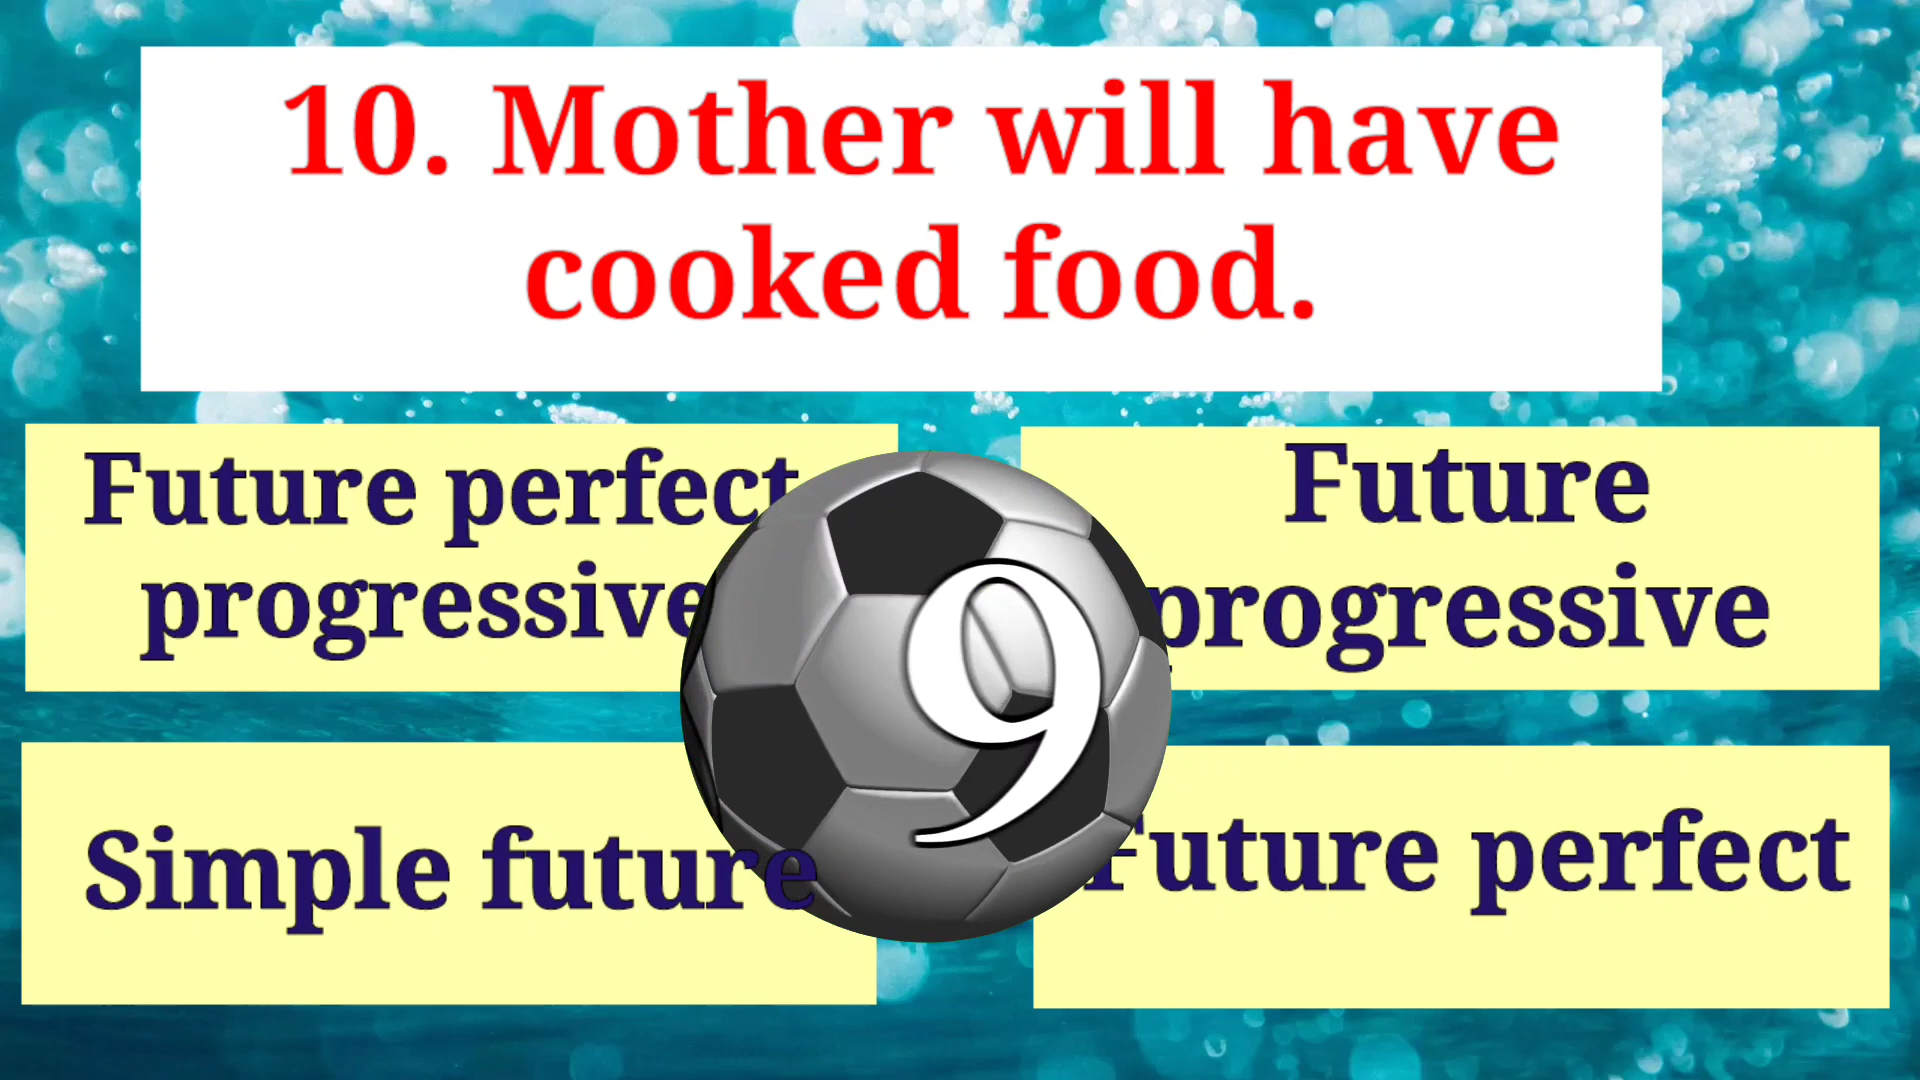 10. Mother will have
cooked food.
Future perfect
progressive
Future
progressive
9
Simple future
Future perfect